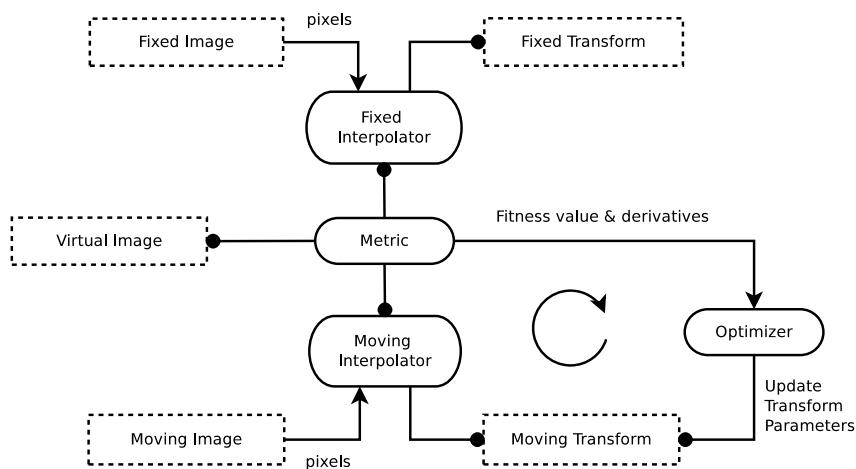 pixels
Fixed Image
Fixed Transform
Fixed
Interpolator
Fitness value & derivatives
Virtual Image
Metric
Optimizer
Moving
Interpolator
Update
Transform
Parameters
Moving Image
Moving Transform
pixels